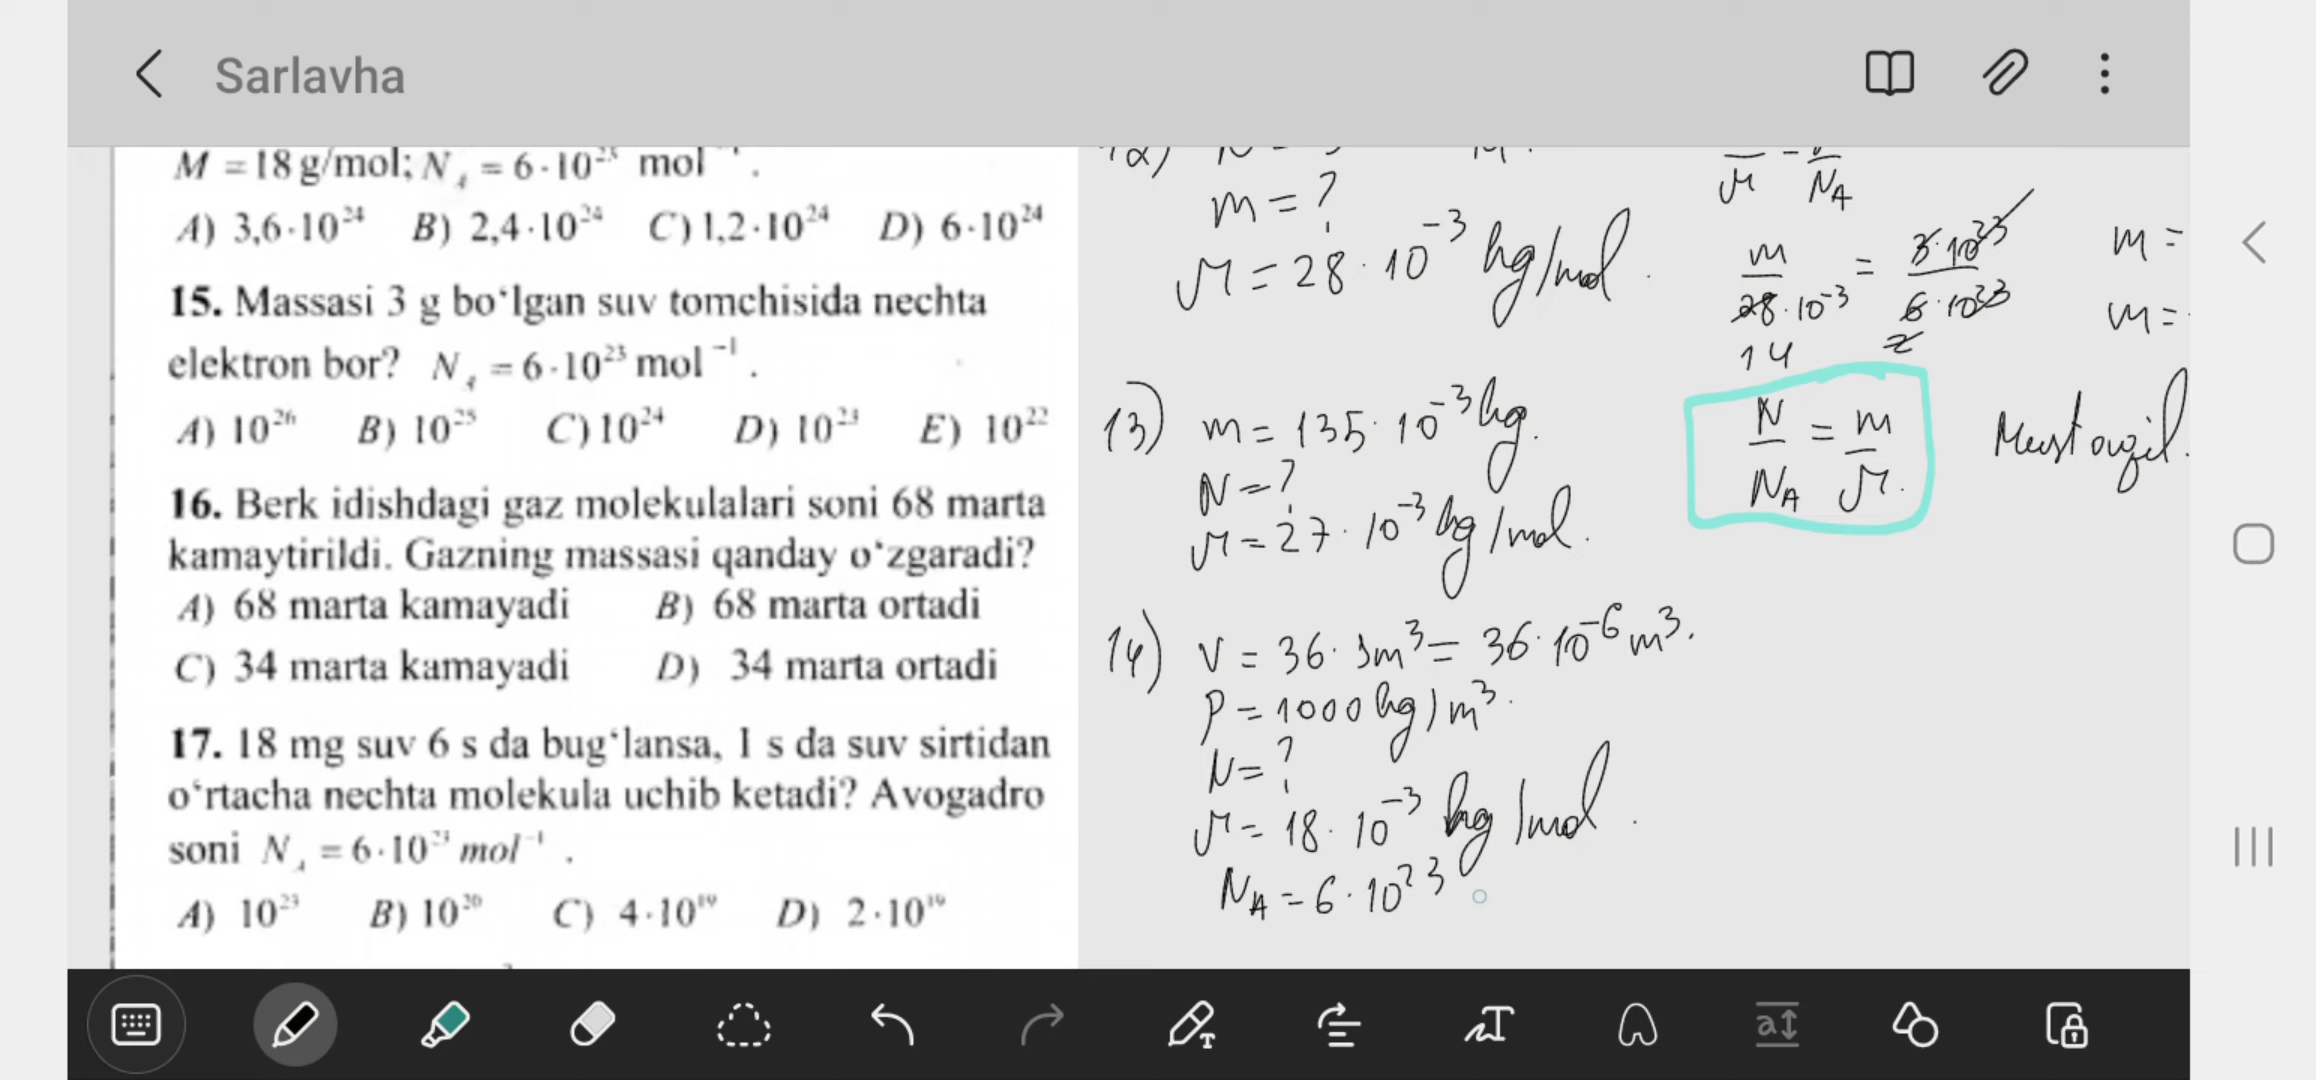 Sarlavha
M = 18 g/mol; N_A = 6·10²³ mol⁻¹.
A) 3,6·10²⁴ B) 2,4·10²⁴ C) 1,2·10²⁴ D) 6·10²⁴
15. Massasi 3 g bo‘lgan suv tomchisida nechta
elektron bor? N_A = 6·10²³ mol⁻¹.
A) 10²⁶ B) 10²⁵ C) 10²⁴ D) 10²³ E) 10²²
16. Berk idishdagi gaz molekulalari soni 68 marta
kamaytirildi. Gazning massasi qanday o‘zgaradi?
A) 68 marta kamayadi B) 68 marta ortadi
C) 34 marta kamayadi D) 34 marta ortadi
17. 18 mg suv 6 s da bug‘lansa, 1 s da suv sirtidan
o‘rtacha nechta molekula uchib ketadi? Avogadro
soni N_A = 6·10²³ mol⁻¹.
A) 10²³ B) 10²⁰ C) 4·10¹⁹ D) 2·10¹⁹
m = ?
M = 28·10⁻³ kg/mol.
M N_A
m / 28·10⁻³ = 3·10²³ / 6·10²³
14 2
m =
m =
13) m = 135·10⁻³ kg.
N = ?
M = 27·10⁻³ kg/mol.
N/N_A = m/M.
Mustaqil.
14) V = 36·sm³ = 36·10⁻⁶ m³.
ρ = 1000 kg/m³.
N = ?
M = 18·10⁻³ kg/mol.
N_A = 6·10²³